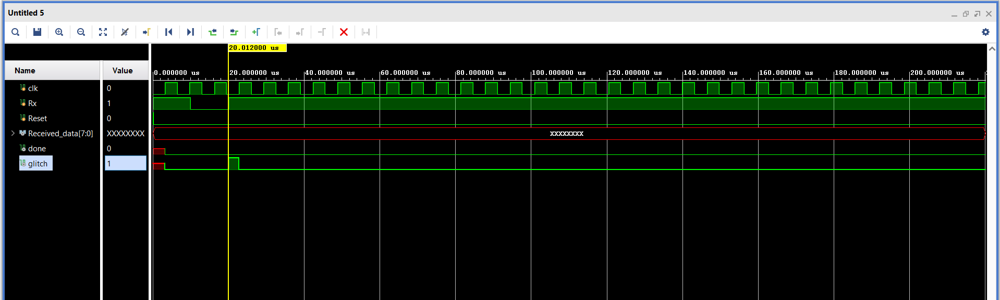 Untitled 5
20.012000 us
Name Value
0.000000 us 20.000000 us 40.000000 us 60.000000 us 80.000000 us 100.000000 us 120.000000 us 140.000000 us 160.000000 us 180.000000 us 200.000000 us
clk 0
Rx 1
Reset 0
Received_data[7:0] XXXXXXXX XXXXXXXX
done 0
glitch 1